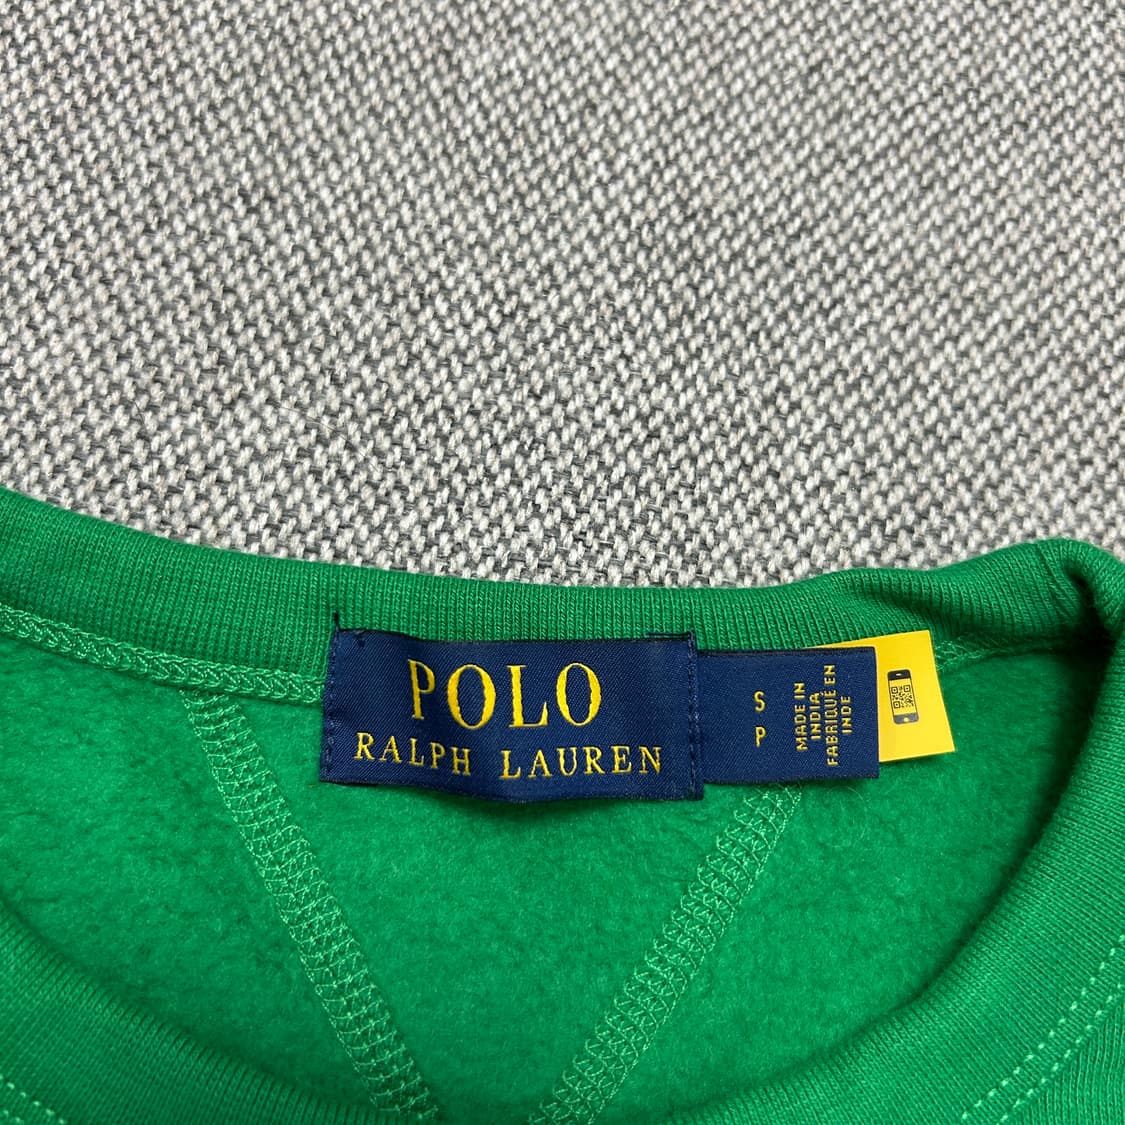 POLO
RALPH LAUREN
S
P
MADE IN
INDIA
FABRIQUÉ EN
INDE